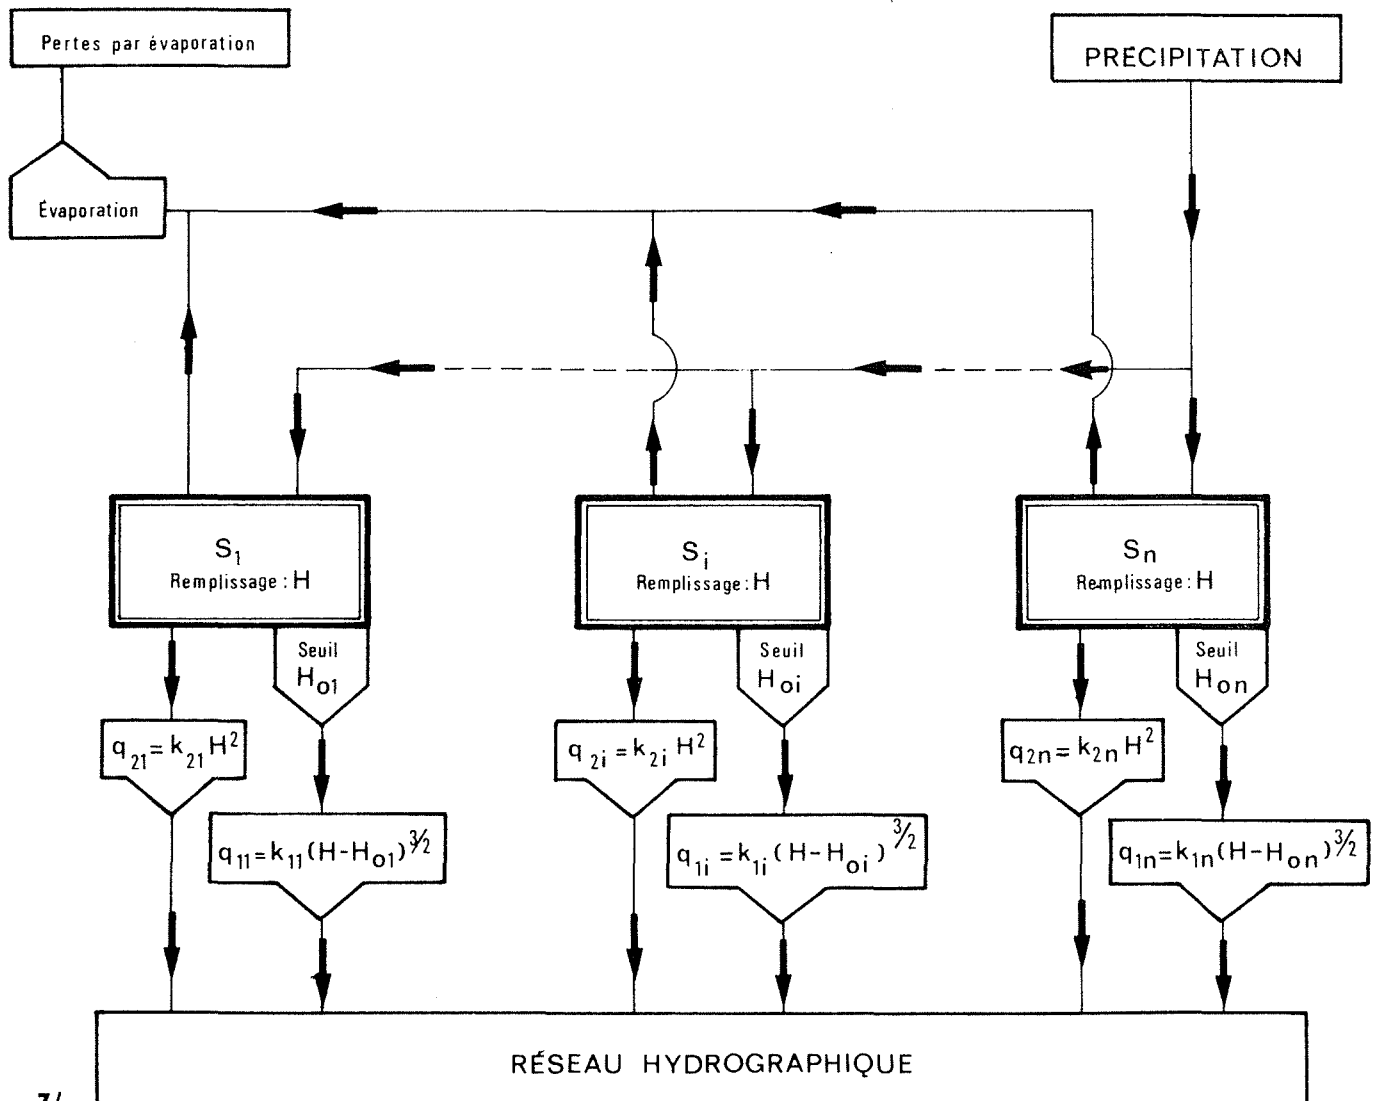 Pertes par évaporation
PRÉCIPITATION
Évaporation
S1
Remplissage : H
Si
Remplissage : H
Sn
Remplissage : H
Seuil
Ho1
Seuil
Hoi
Seuil
Hon
q21 = k21 H²
q2i = k2i H²
q2n = k2n H²
q11 = k11 (H-Ho1)3/2
q1i = k1i (H-Hoi)3/2
q1n = k1n (H-Hon)3/2
RÉSEAU HYDROGRAPHIQUE